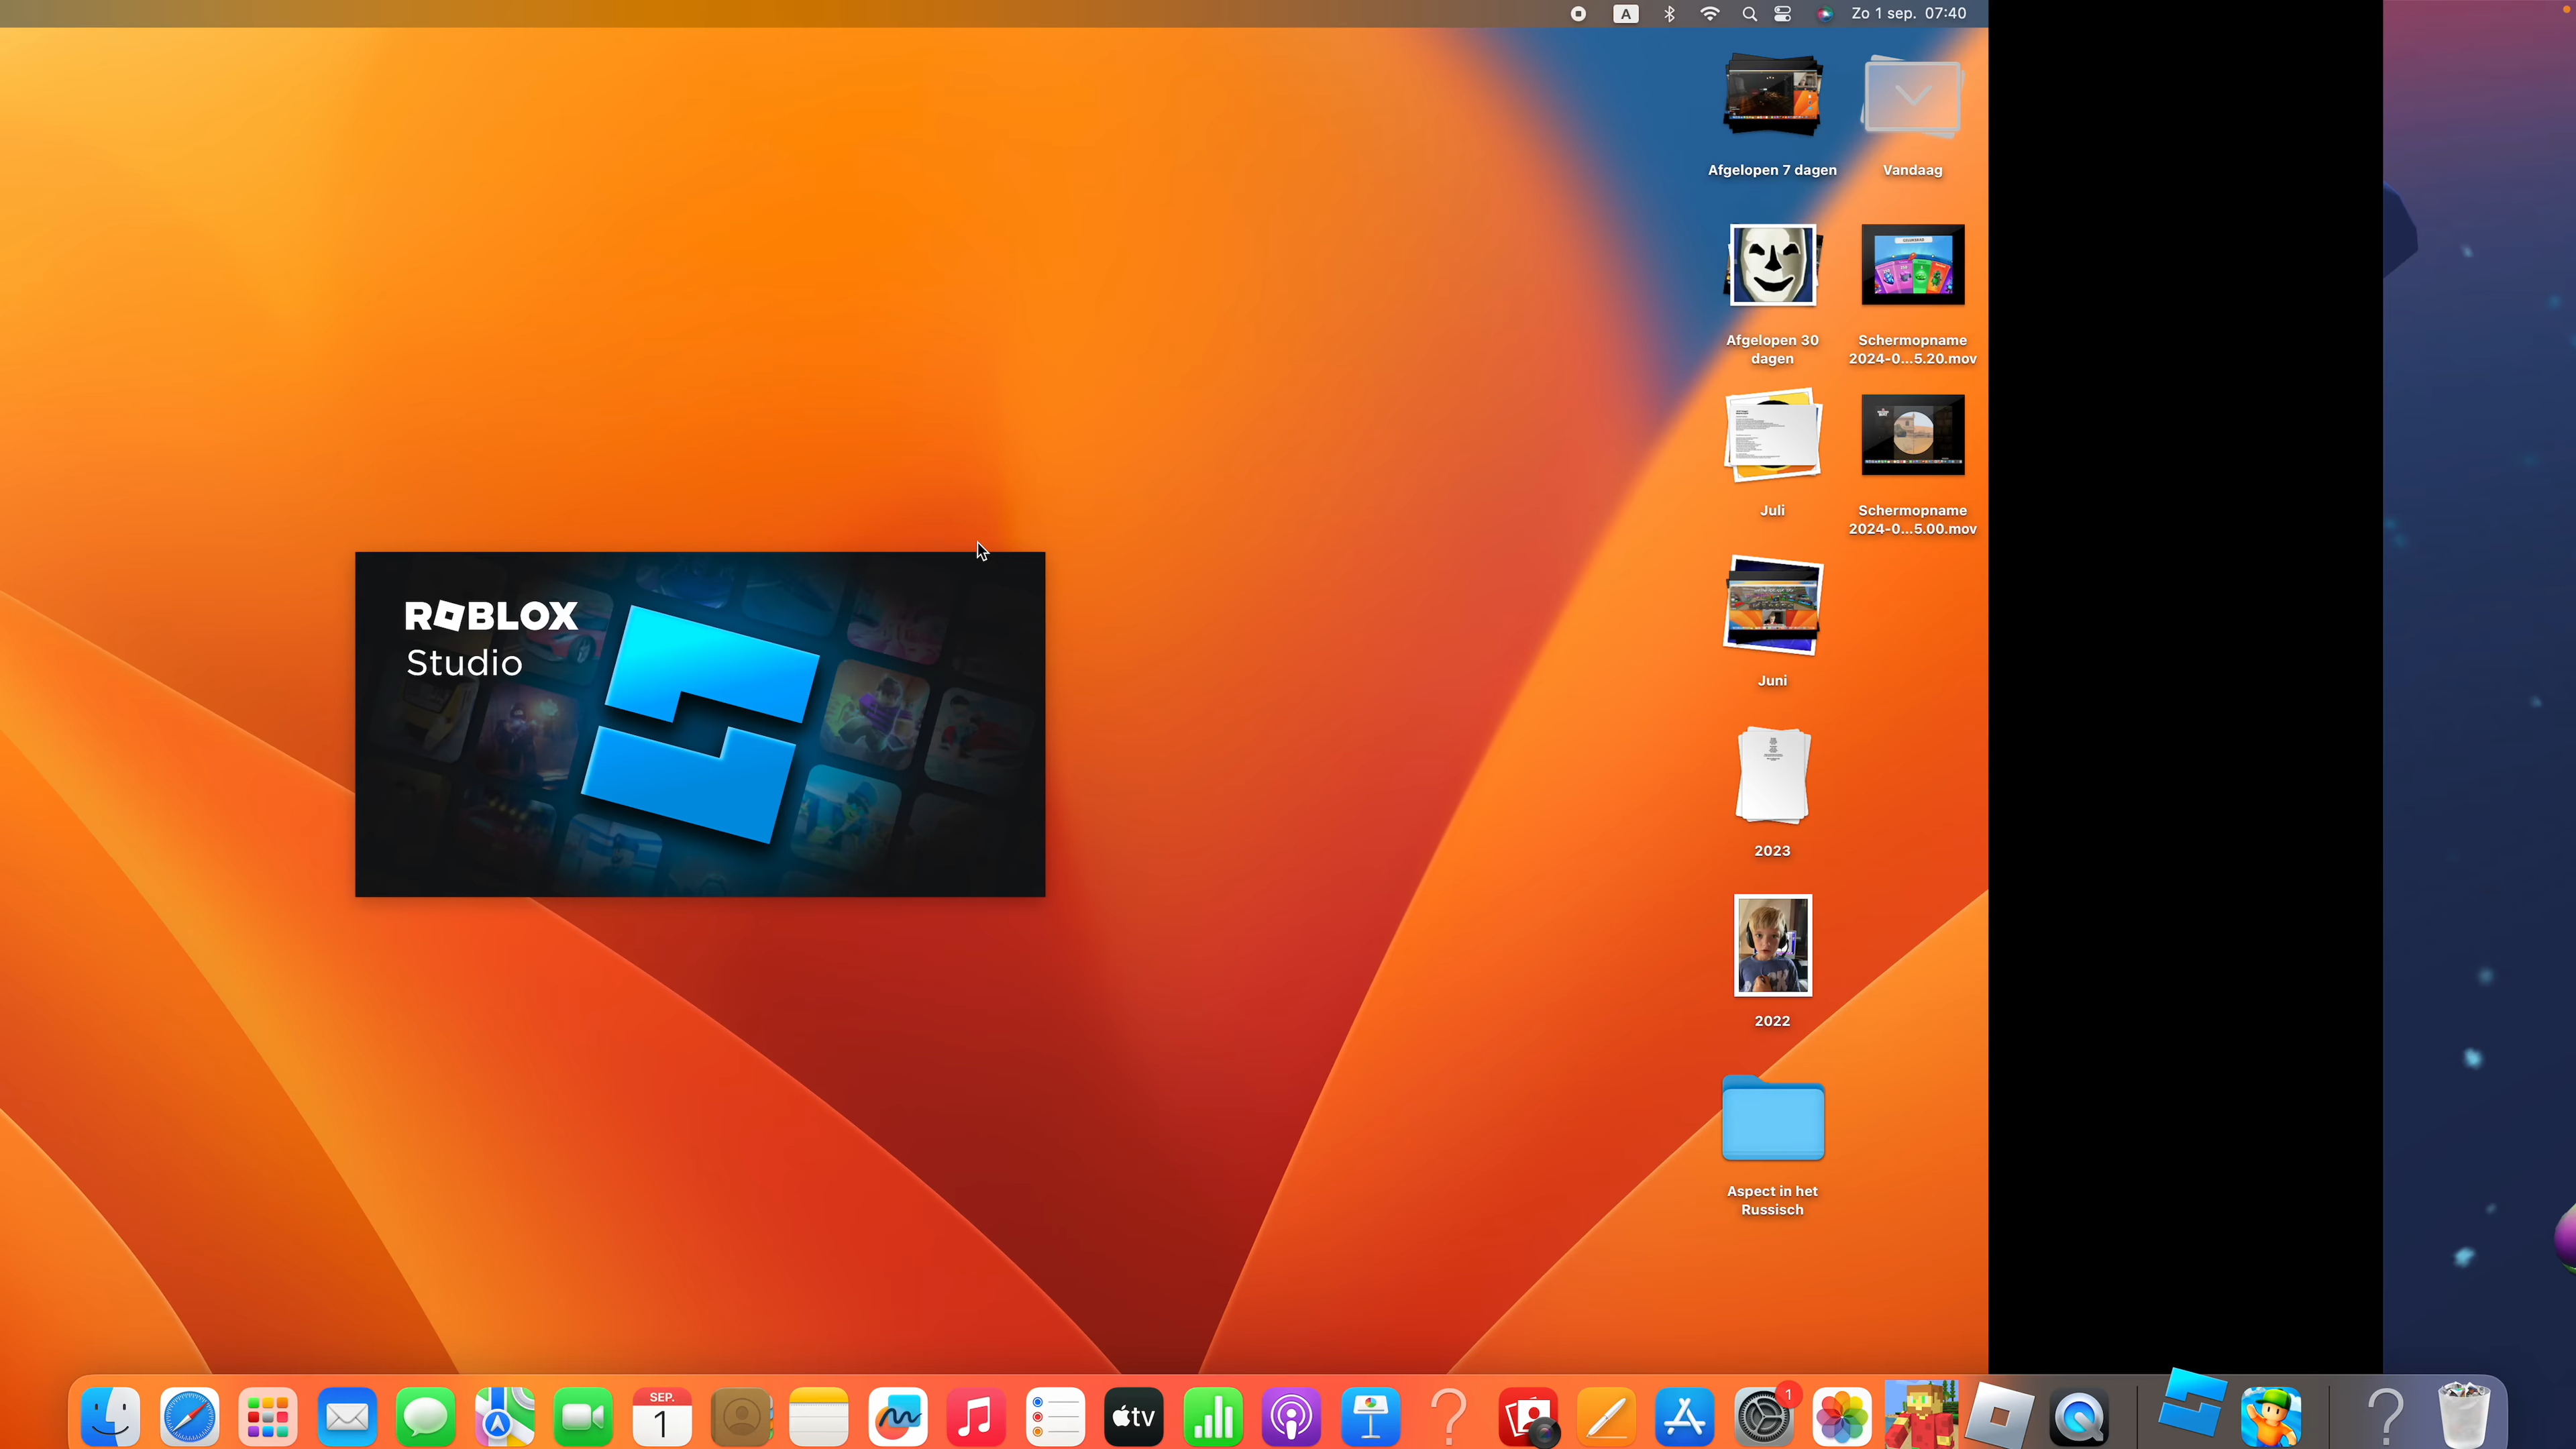 A
Zo 1 sep. 07:40
Afgelopen 7 dagen
Vandaag
Afgelopen 30
dagen
Schermopname
2024-0...5.20.mov
Juli
Schermopname
2024-0...5.00.mov
Juni
2023
2022
Aspect in het
Russisch
ROBLOX
Studio
SEP.
1
tv
1